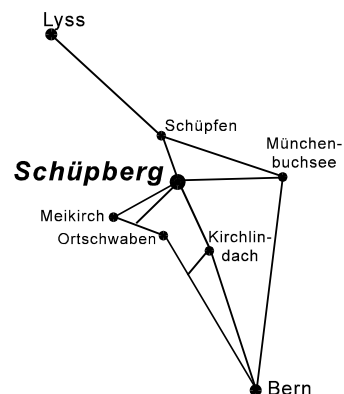 Lyss
Schüpfen
München-
buchsee
Schüpberg
Meikirch
Ortschwaben
Kirchlin-
dach
Bern